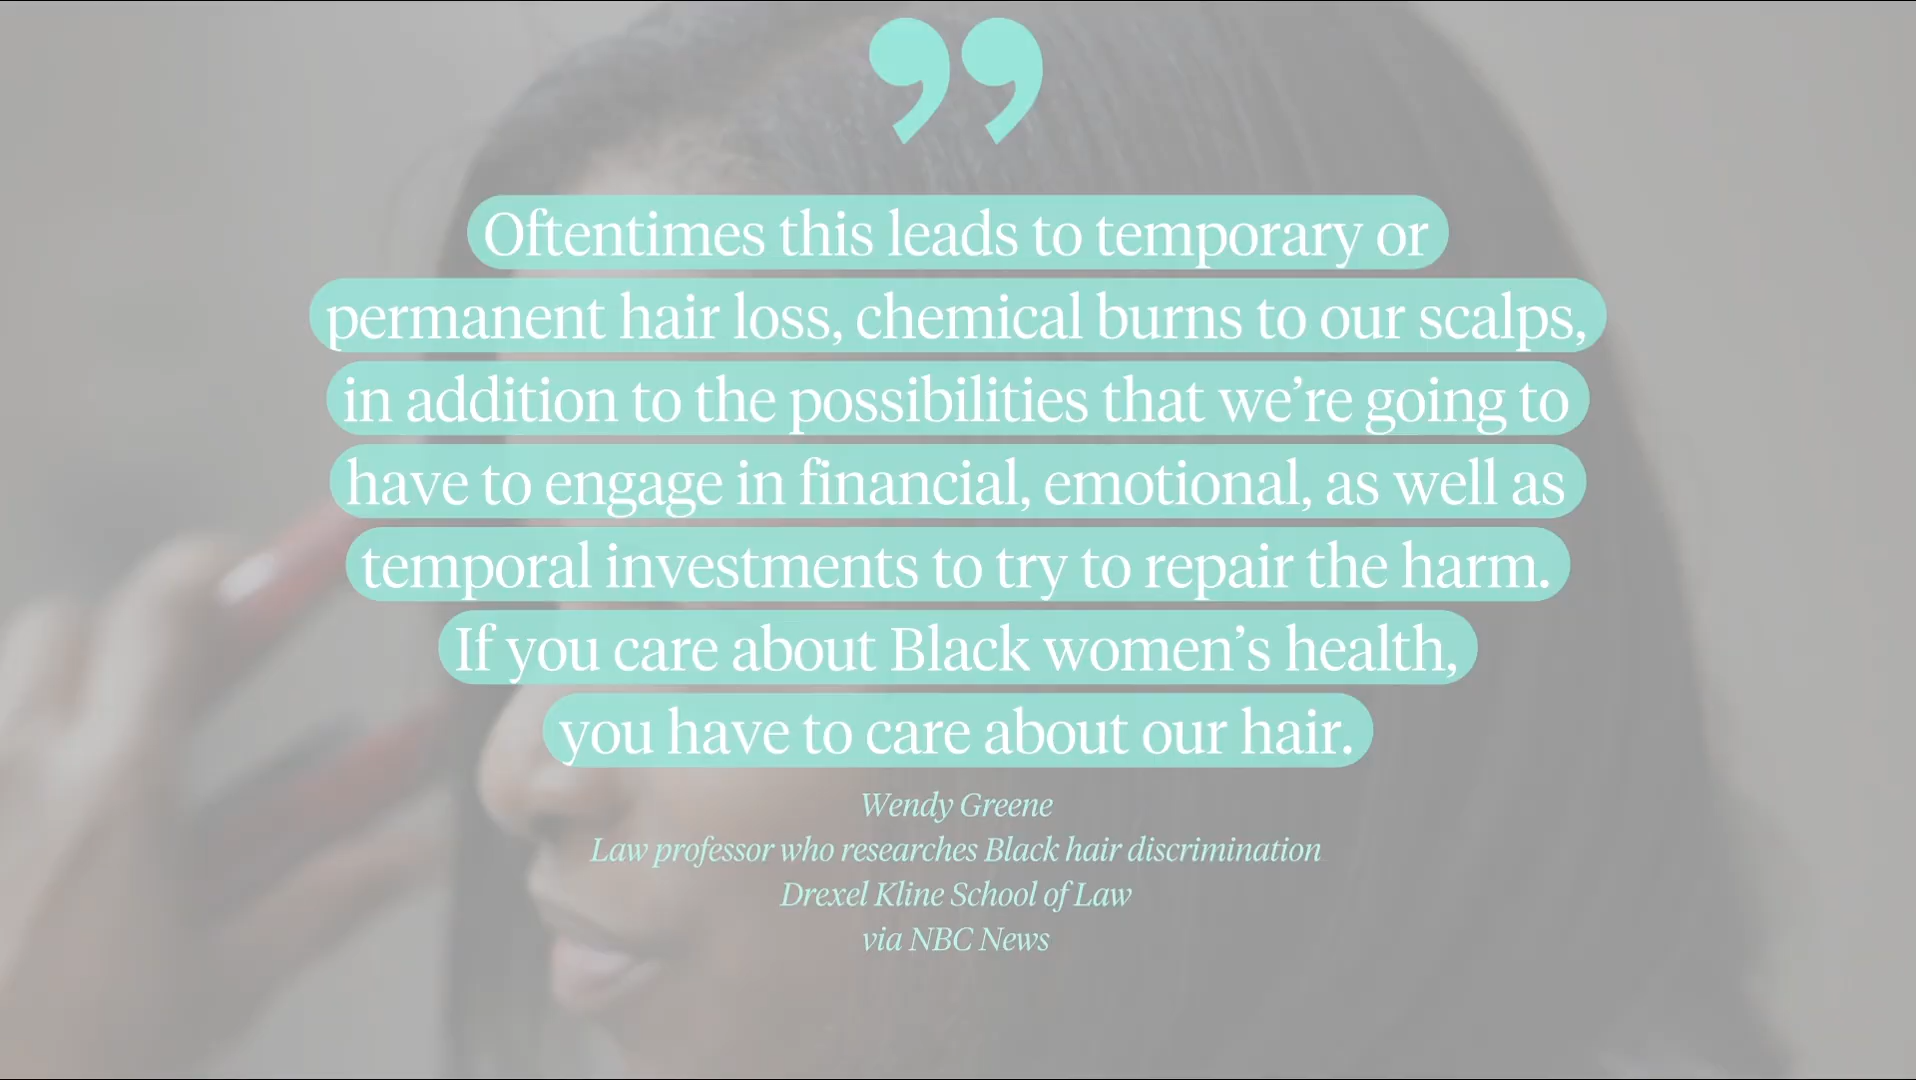 ”
Oftentimes this leads to temporary or
permanent hair loss, chemical burns to our scalps,
in addition to the possibilities that we’re going to
have to engage in financial, emotional, as well as
temporal investments to try to repair the harm.
If you care about Black women’s health,
you have to care about our hair.
Wendy Greene
Law professor who researches Black hair discrimination
Drexel Kline School of Law
via NBC News